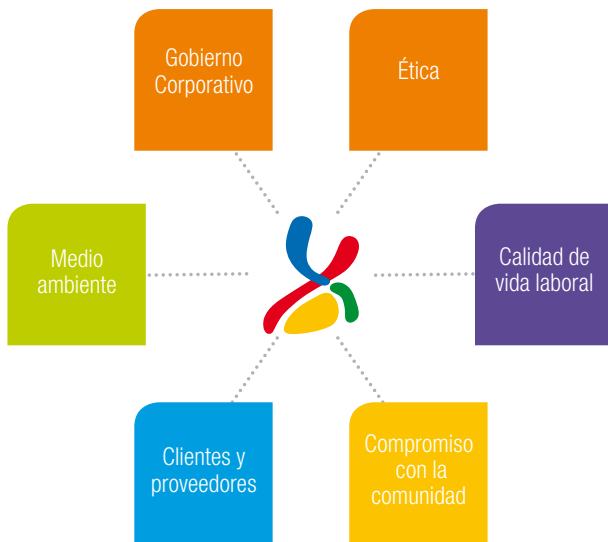 Gobierno
Corporativo
Ética
Medio
ambiente
Calidad de
vida laboral
Clientes y
proveedores
Compromiso
con la
comunidad